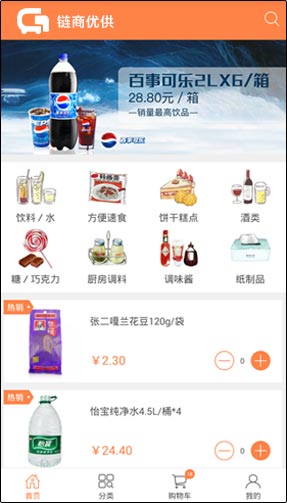 链商优供
百事可乐2LX6/箱
28.80元 / 箱
—销量最高饮品—
百事可乐
饮料 / 水
方便速食
饼干糕点
酒类
糖 / 巧克力
厨房调料
调味酱
纸制品
热销
张二嘎兰花豆120g/袋
¥2.30
0
热销
怡宝纯净水4.5L/桶*4
¥24.40
0
首页
分类
购物车
我的